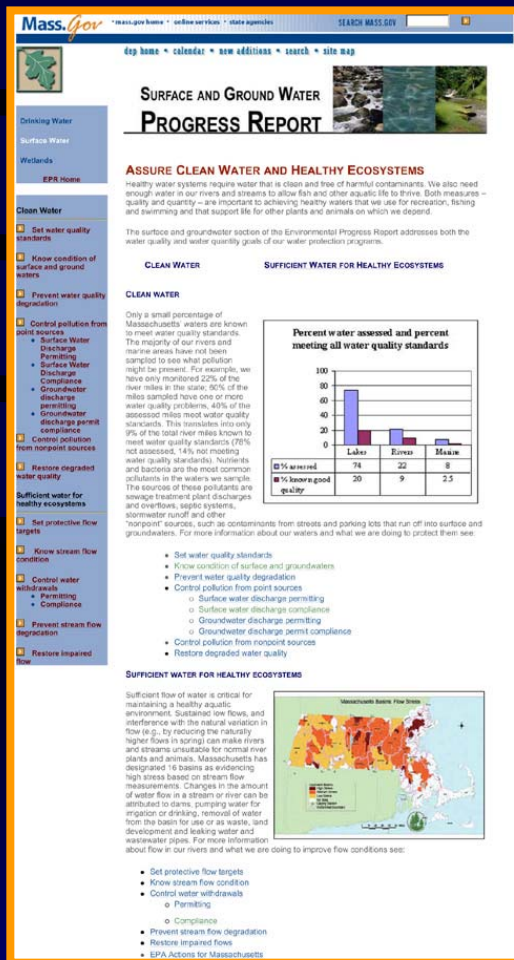 Mass.Gov
mass.gov home • online services • state agencies
SEARCH MASS.GOV
dep home • calendar • new additions • search • site map
SURFACE AND GROUND WATER
PROGRESS REPORT
Drinking Water
Surface Water
Wetlands
EPR Home
Clean Water
Set water quality
standards
Know condition of
surface and ground
waters
Prevent water quality
degradation
Control pollution from
point sources
Surface Water
Discharge
Permitting
Surface Water
Discharge
Compliance
Groundwater
discharge
permitting
Groundwater
discharge permit
compliance
Control pollution
from nonpoint sources
Restore degraded
water quality
Sufficient water for
healthy ecosystems
Set protective flow
targets
Know stream flow
condition
Control water
withdrawals
Permitting
Compliance
Prevent stream flow
degradation
Restore impaired
flow
ASSURE CLEAN WATER AND HEALTHY ECOSYSTEMS
Healthy water systems require water that is clean and free of harmful contaminants. We also need
enough water in our rivers and streams to allow fish and other aquatic life to thrive. Both measures –
quality and quantity – are important to achieving healthy waters that we use for recreation, fishing
and swimming and that support life for other plants and animals on which we depend.
The surface and groundwater section of the Environmental Progress Report addresses both the
water quality and water quantity goals of our water protection programs.
CLEAN WATER
SUFFICIENT WATER FOR HEALTHY ECOSYSTEMS
CLEAN WATER
Only a small percentage of
Massachusetts' waters are known
to meet water quality standards.
The majority of our rivers and
marine areas have not been
sampled to see what pollution
might be present. For example, we
have only monitored 22% of the
river miles in the state; 60% of the
miles sampled have one or more
water quality problems, 40% of the
assessed miles meet water quality
standards. This translates into only
9% of the total river miles known to
meet water quality standards (78%
not assessed, 14% not meeting
water quality standards). Nutrients
and bacteria are the most common
pollutants in the waters we sample.
The sources of these pollutants are
sewage treatment plant discharges
and overflows, septic systems,
stormwater runoff and other
"nonpoint" sources, such as contaminants from streets and parking lots that run off into surface and
groundwaters. For more information about our waters and what we are doing to protect them see:
Percent water assessed and percent
meeting all water quality standards
100
80
60
40
20
0
Lakes Rivers Marine
% assessed 74 22 8
% known good
quality 20 9 2.5
Set water quality standards
Know condition of surface and groundwaters
Prevent water quality degradation
Control pollution from point sources
Surface water discharge permitting
Surface water discharge compliance
Groundwater discharge permitting
Groundwater discharge permit compliance
Control pollution from nonpoint sources
Restore degraded water quality
SUFFICIENT WATER FOR HEALTHY ECOSYSTEMS
Sufficient flow of water is critical for
maintaining a healthy aquatic
environment. Sustained low flows, and
interference with the natural variation in
flow (e.g., by reducing the naturally
higher flows in spring) can make rivers
and streams unsuitable for normal river
plants and animals. Massachusetts has
designated 16 basins as evidencing
high stress based on stream flow
measurements. Changes in the amount
of water flow in a stream or river can be
attributed to dams, pumping water for
irrigation or drinking, removal of water
from the basin for use or as waste, land
development and leaking water and
wastewater pipes. For more information
about flow in our rivers and what we are doing to improve flow conditions see:
Massachusetts Basins Flow Stress
Set protective flow targets
Know stream flow condition
Control water withdrawals
Permitting
Compliance
Prevent stream flow degradation
Restore impaired flows
EPA Actions for Massachusetts